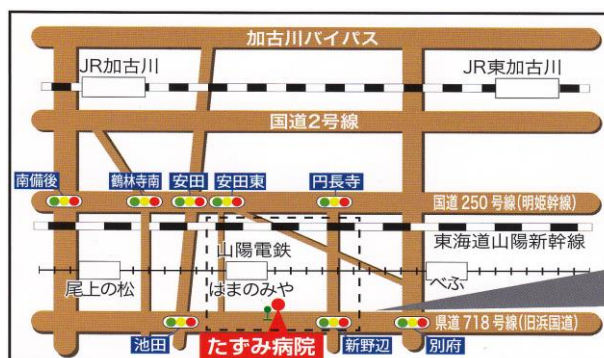 加古川バイパス
JR加古川
JR東加古川
国道2号線
南備後
鶴林寺南
安田
安田東
円長寺
国道250号線(明姫幹線)
東海道山陽新幹線
山陽電鉄
尾上の松
はまのみや
べふ
県道718号線(旧浜国道)
池田
たずみ病院
新野辺
別府